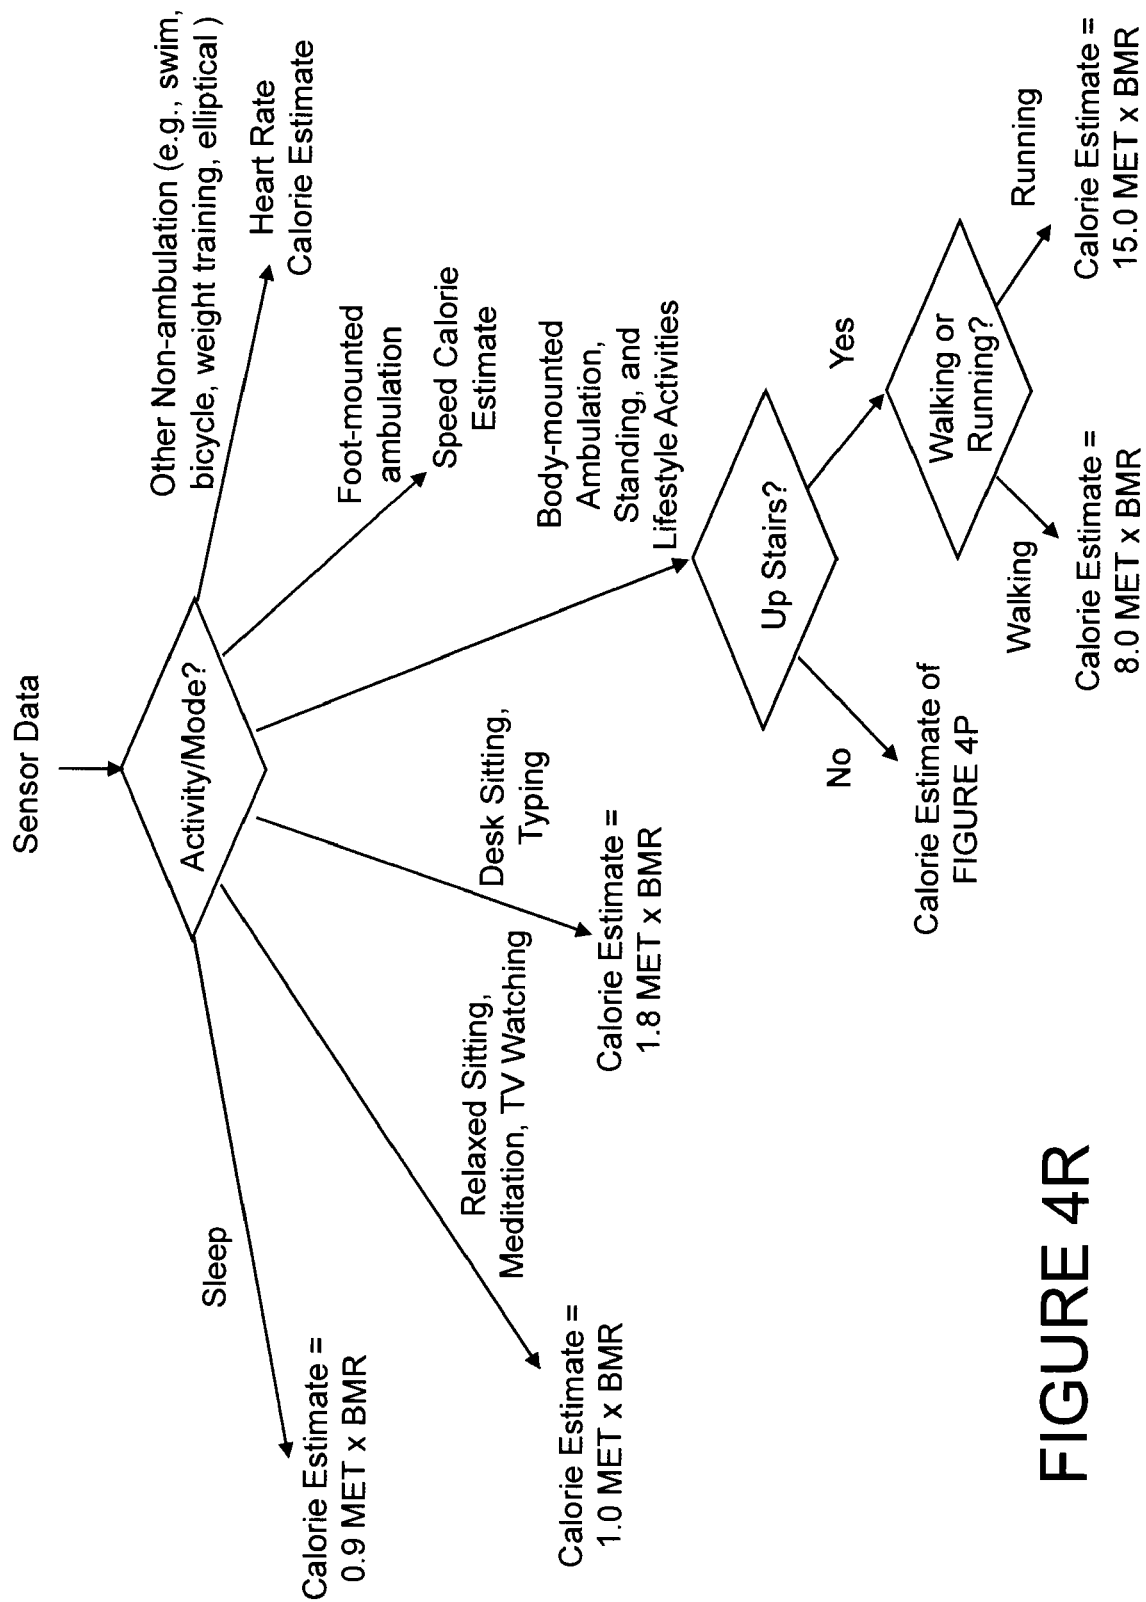 Sensor Data
Activity/Mode?
Sleep
Calorie Estimate =
0.9 MET x BMR
Relaxed Sitting,
Meditation, TV Watching
Calorie Estimate =
1.0 MET x BMR
Desk Sitting,
Typing
Calorie Estimate =
1.8 MET x BMR
Body-mounted
Ambulation,
Standing, and
Lifestyle Activities
Foot-mounted
ambulation
Speed Calorie
Estimate
Other Non-ambulation (e.g., swim,
bicycle, weight training, elliptical )
Heart Rate
Calorie Estimate
Up Stairs?
No
Calorie Estimate of
FIGURE 4P
Yes
Walking or
Running?
Walking
Calorie Estimate =
8.0 MET x BMR
Running
Calorie Estimate =
15.0 MET x BMR
FIGURE 4R